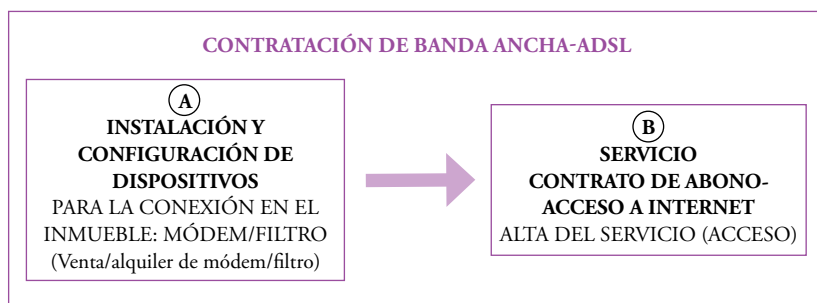 CONTRATACIÓN DE BANDA ANCHA-ADSL
A
INSTALACIÓN Y
CONFIGURACIÓN DE
DISPOSITIVOS
PARA LA CONEXIÓN EN EL
INMUEBLE: MÓDEM/FILTRO
(Venta/alquiler de módem/filtro)
B
SERVICIO
CONTRATO DE ABONO-
ACCESO A INTERNET
ALTA DEL SERVICIO (ACCESO)